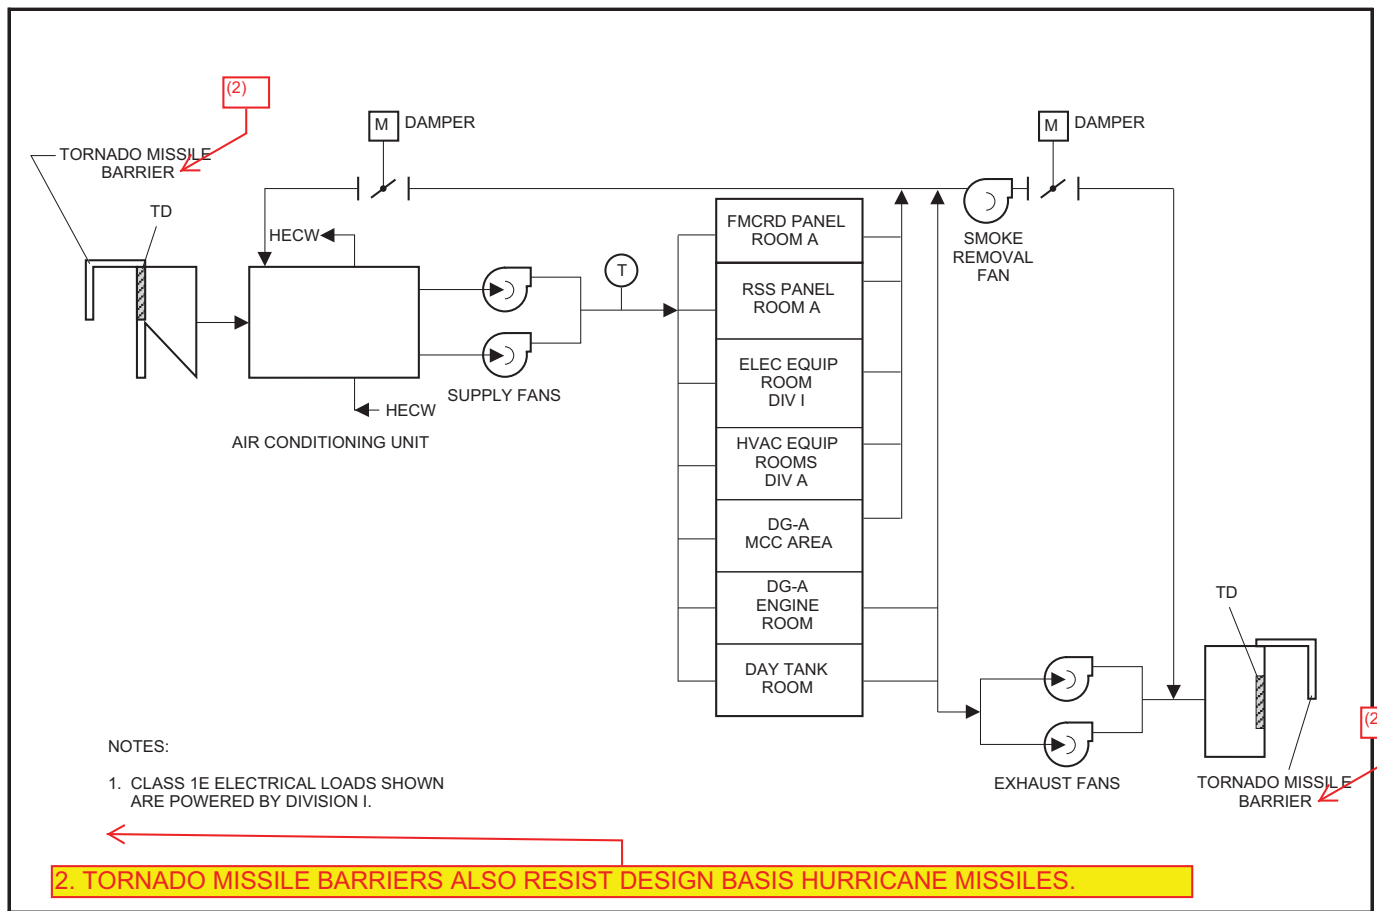 (2)
M DAMPER
M DAMPER
TORNADO MISSILE
BARRIER
TD
HECW
FMCRD PANEL
ROOM A
SMOKE
REMOVAL
FAN
T
RSS PANEL
ROOM A
ELEC EQUIP
ROOM
DIV I
SUPPLY FANS
HECW
AIR CONDITIONING UNIT
HVAC EQUIP
ROOMS
DIV A
DG-A
MCC AREA
DG-A
ENGINE
ROOM
TD
DAY TANK
ROOM
(2
NOTES:
EXHAUST FANS
TORNADO MISSILE
BARRIER
1. CLASS 1E ELECTRICAL LOADS SHOWN
ARE POWERED BY DIVISION I.
2. TORNADO MISSILE BARRIERS ALSO RESIST DESIGN BASIS HURRICANE MISSILES.